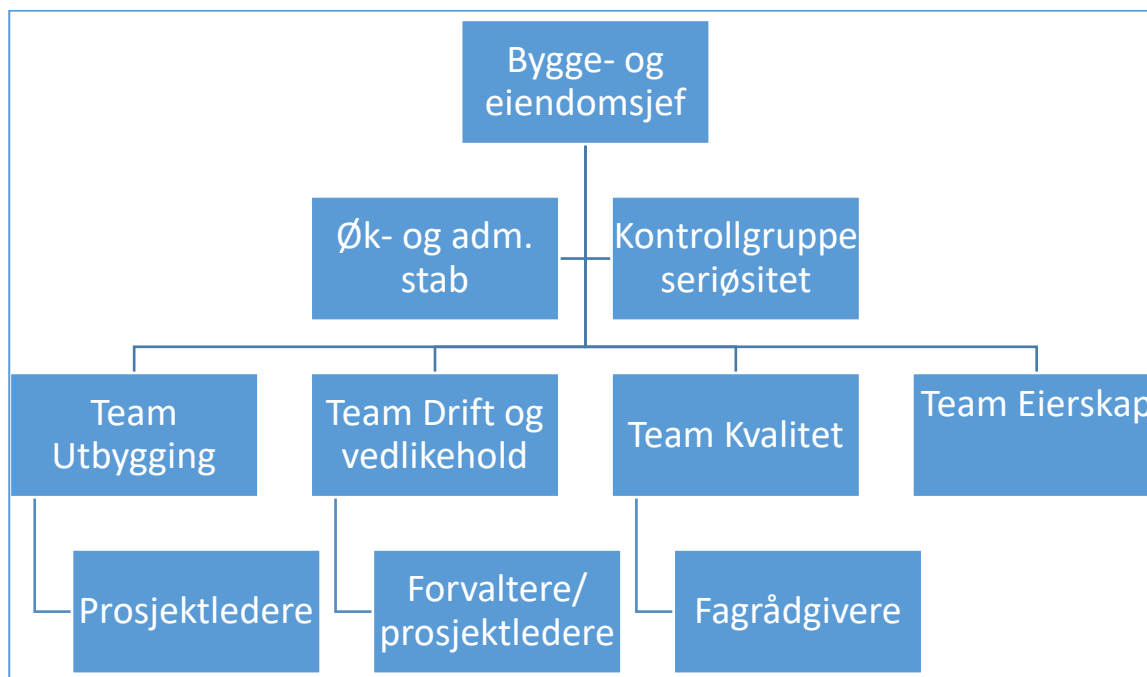 Bygge- og
eiendomsjef
Øk- og adm.
stab
Kontrollgruppe
seriøsitet
Team
Utbygging
Team Drift og
vedlikehold
Team Kvalitet
Team Eierskap
Prosjektledere
Forvaltere/
prosjektledere
Fagrådgivere